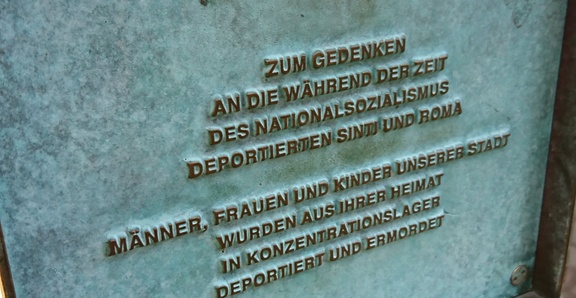 ZUM GEDENKEN
AN DIE WÄHREND DER ZEIT
DES NATIONALSOZIALISMUS
DEPORTIERTEN SINTI UND ROMA
MÄNNER, FRAUEN UND KINDER UNSERER STADT
WURDEN AUS IHRER HEIMAT
IN KONZENTRATIONSLAGER
DEPORTIERT UND ERMORDET